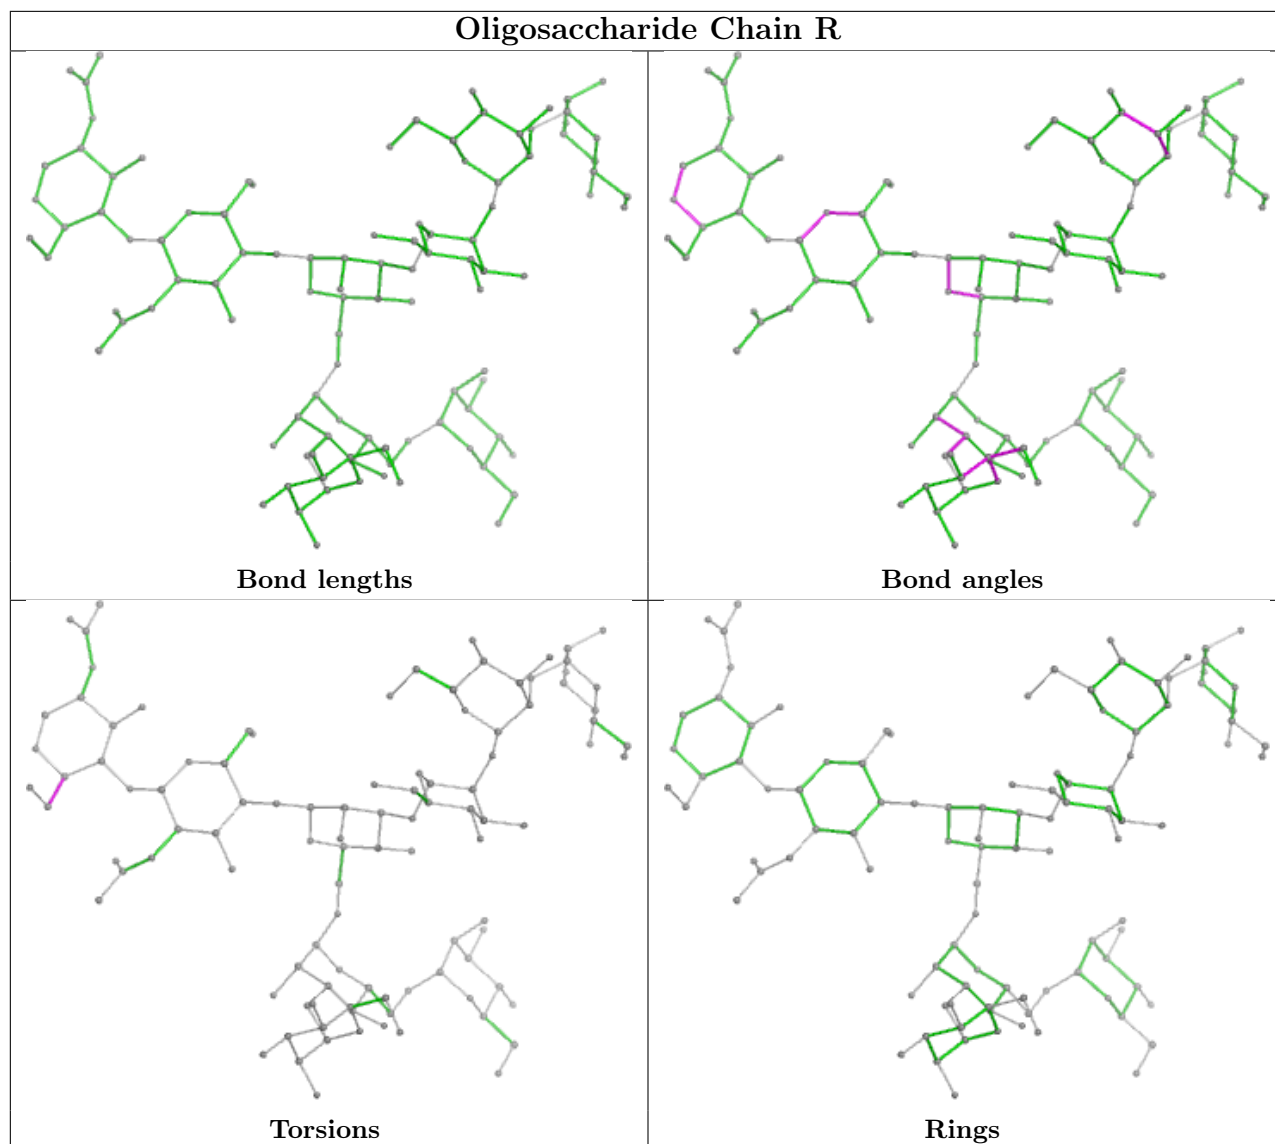 Oligosaccharide Chain R
Bond lengths
Bond angles
Torsions
Rings